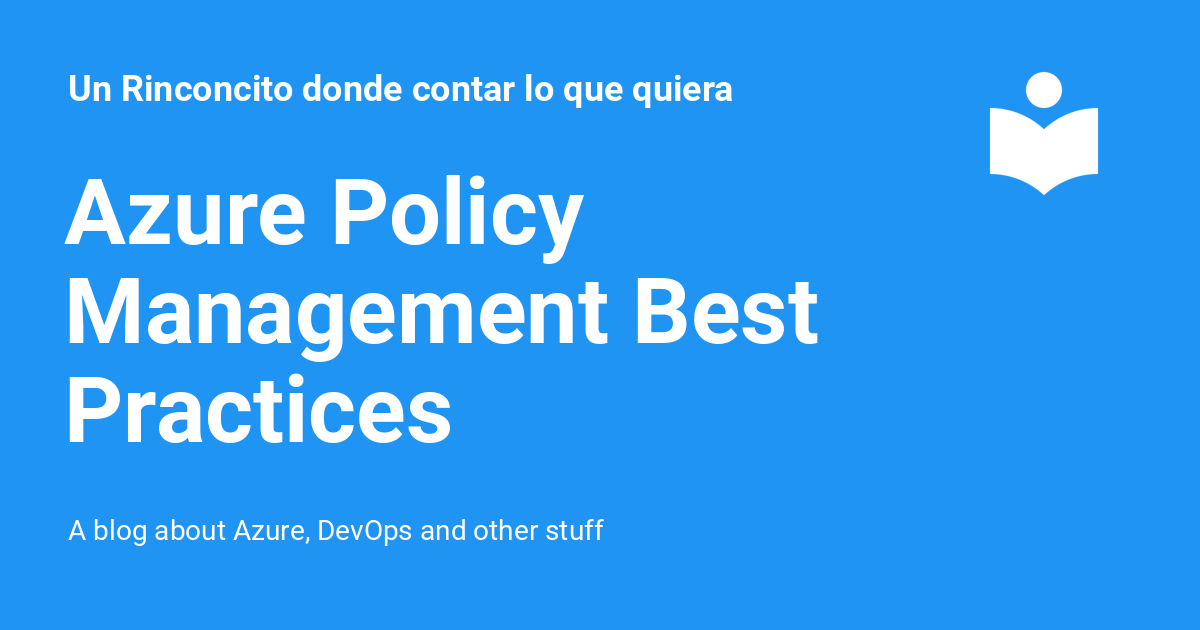 Un Rinconcito donde contar lo que quiera
Azure Policy
Management Best
Practices
A blog about Azure, DevOps and other stuff